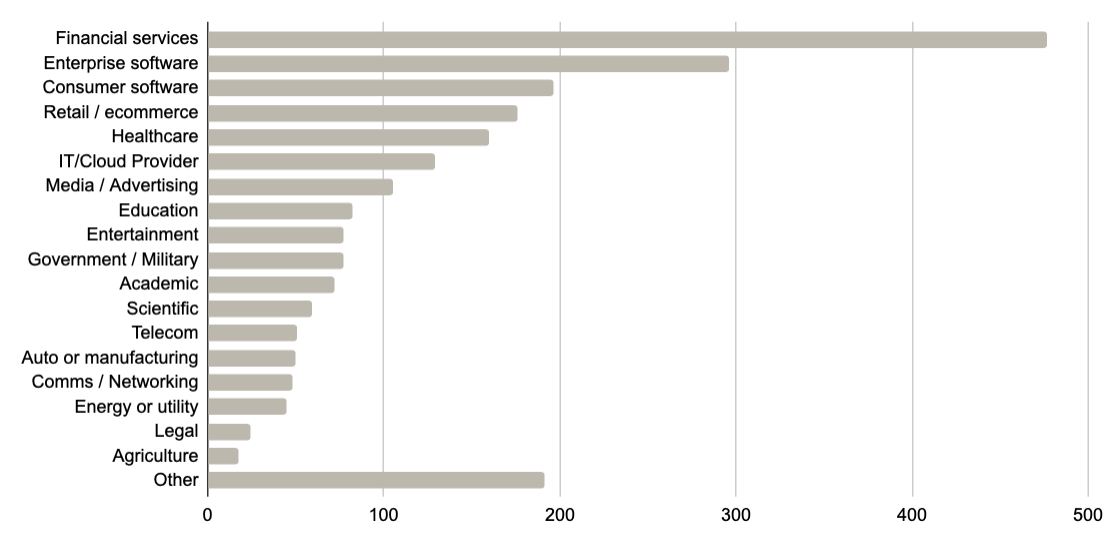 Financial services
Enterprise software
Consumer software
Retail / ecommerce
Healthcare
IT/Cloud Provider
Media / Advertising
Education
Entertainment
Government / Military
Academic
Scientific
Telecom
Auto or manufacturing
Comms / Networking
Energy or utility
Legal
Agriculture
Other
0 100 200 300 400 500